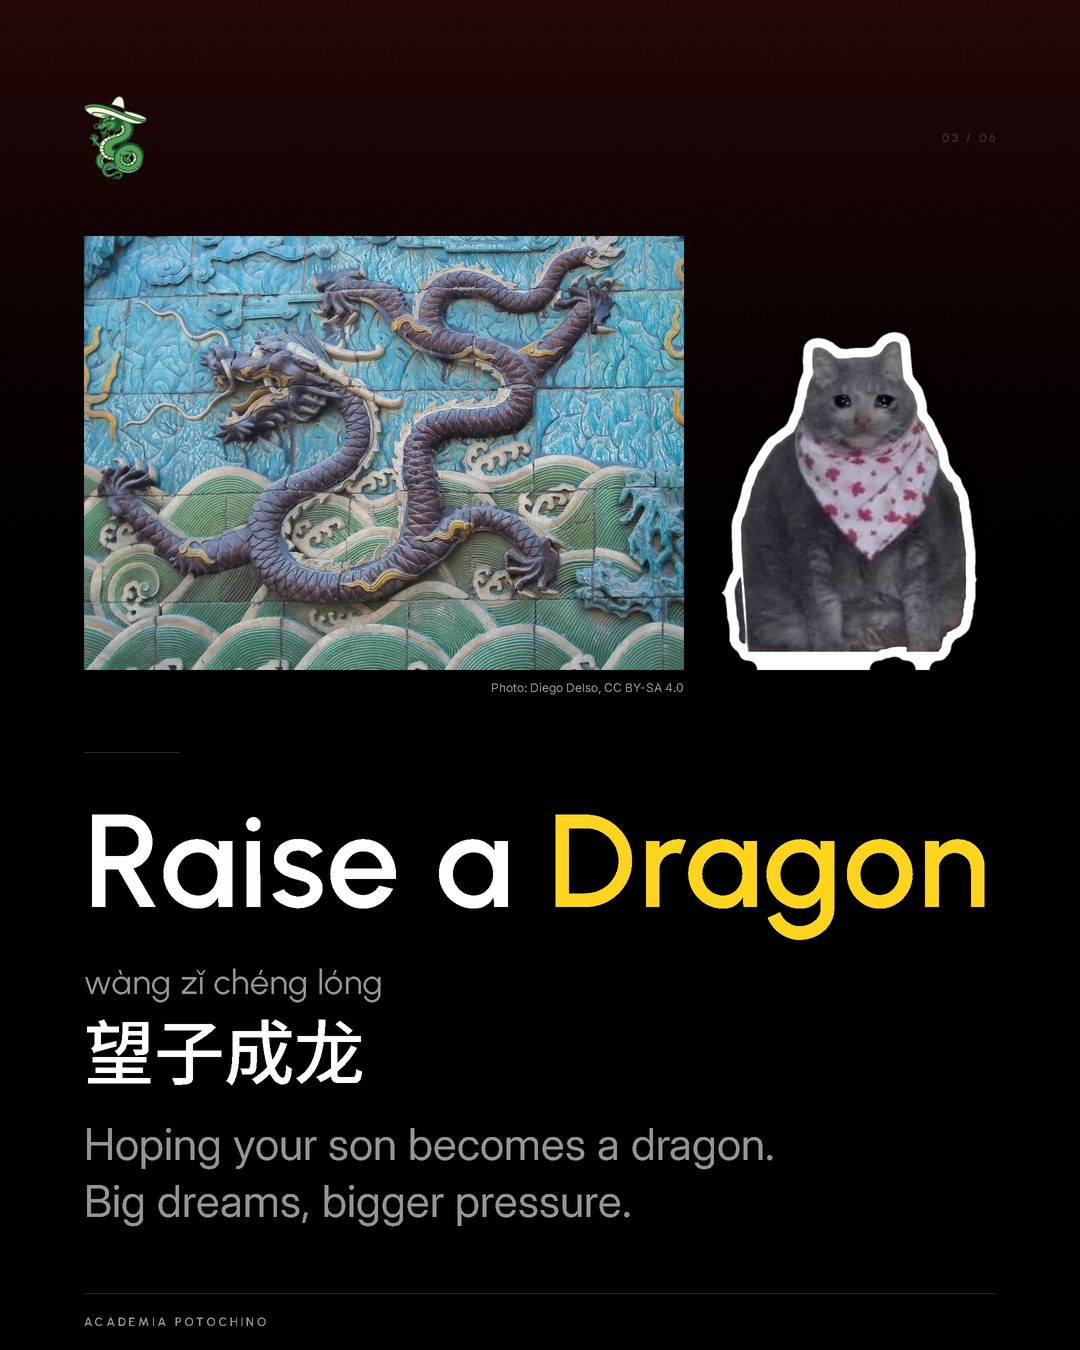 03 / 06
Photo: Diego Delso, CC BY-SA 4.0
Raise a Dragon
wàng zǐ chéng lóng
望子成龙
Hoping your son becomes a dragon.
Big dreams, bigger pressure.
ACADEMIA POTOCHINO